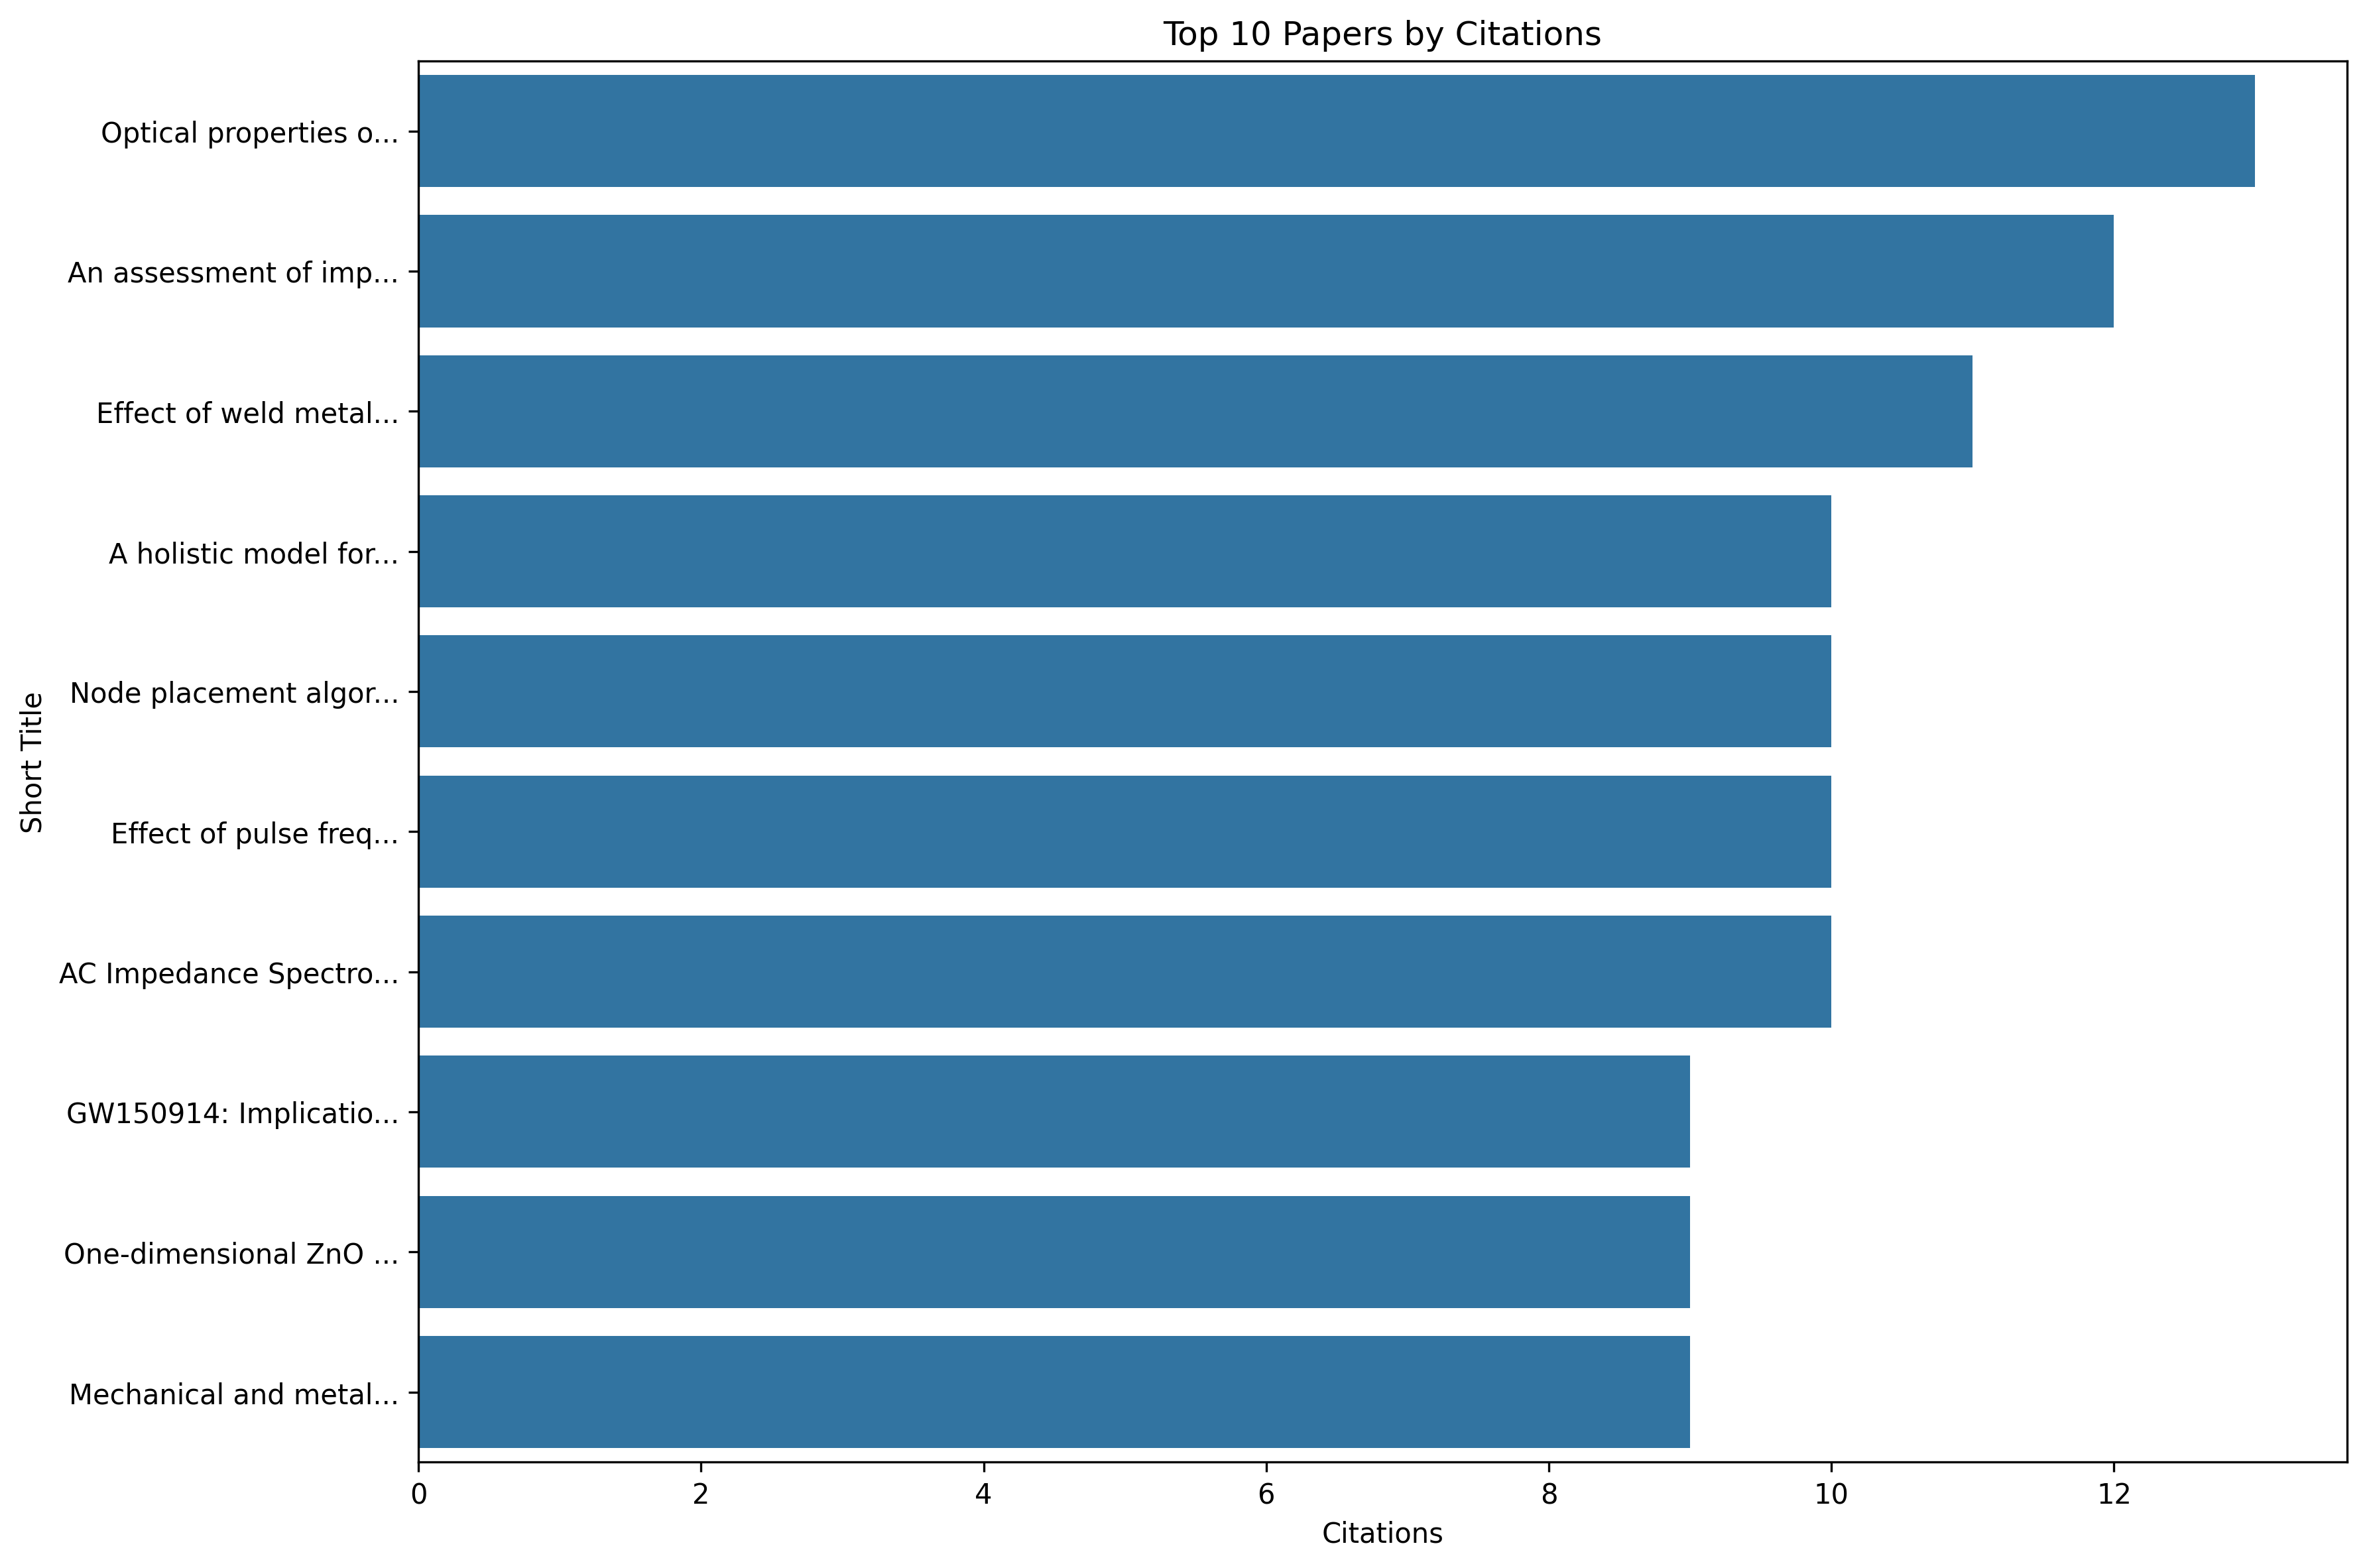 Top 10 Papers by Citations
Short Title
Optical properties o...
An assessment of imp...
Effect of weld metal...
A holistic model for...
Node placement algor...
Effect of pulse freq...
AC Impedance Spectro...
GW150914: Implicatio...
One-dimensional ZnO ...
Mechanical and metal...
0 2 4 6 8 10 12
Citations